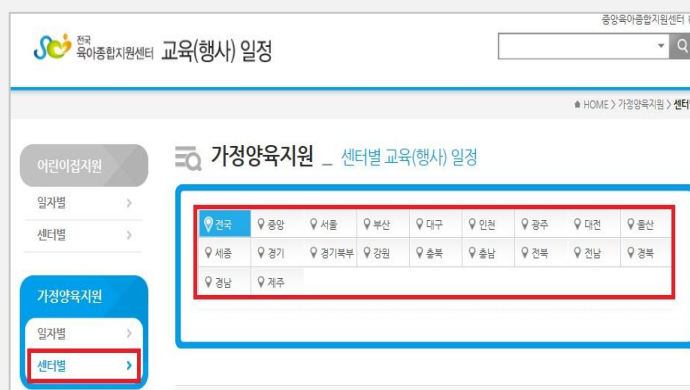 중앙육아종합지원센터
전국
육아종합지원센터 교육(행사) 일정
HOME > 가정양육지원 > 센터
어린이집지원
일자별
센터별
가정양육지원
일자별
센터별
가정양육지원 _ 센터별 교육(행사) 일정
전국 중앙 서울 부산 대구 인천 광주 대전 울산
세종 경기 경기북부 강원 충북 충남 전북 전남 경북
경남 제주